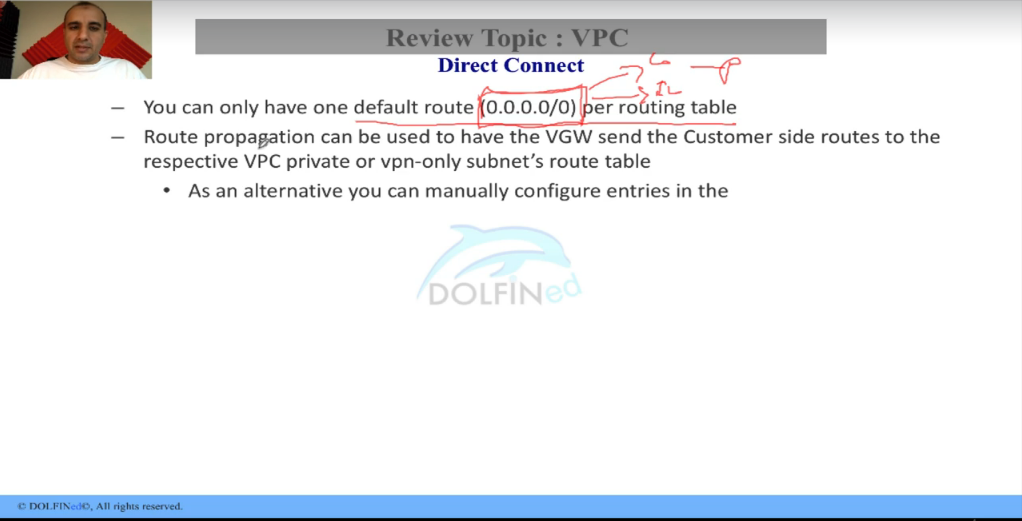 Review Topic : VPC
Direct Connect
– You can only have one default route (0.0.0.0/0) per routing table
– Route propagation can be used to have the VGW send the Customer side routes to the
respective VPC private or vpn-only subnet's route table
• As an alternative you can manually configure entries in the
DOLFINed
© DOLFINed©, All rights reserved.